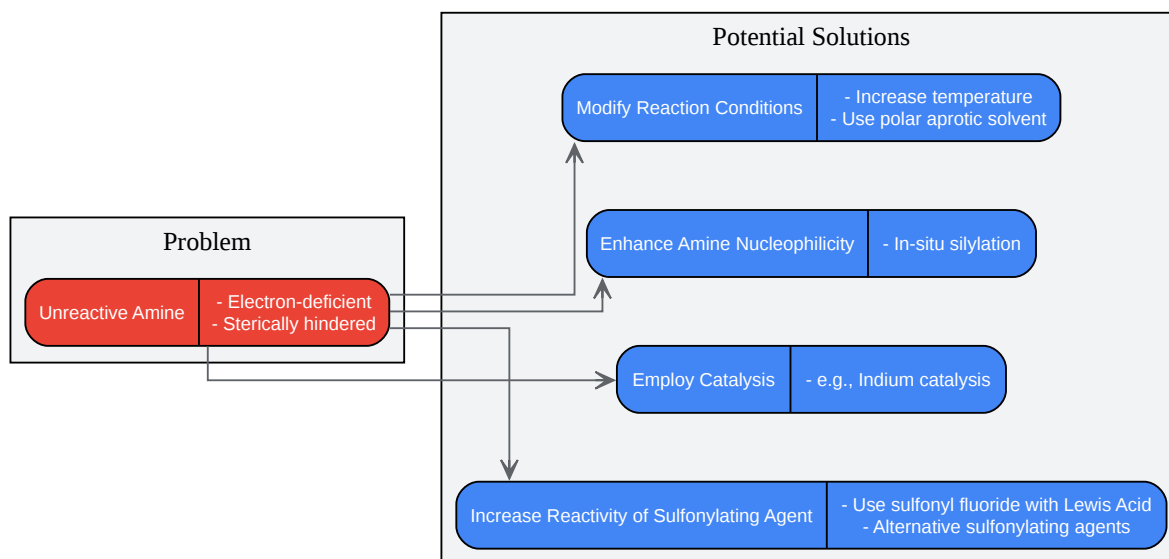 Potential Solutions
Modify Reaction Conditions
- Increase temperature
- Use polar aprotic solvent
Problem
Enhance Amine Nucleophilicity
- In-situ silylation
Unreactive Amine
- Electron-deficient
- Sterically hindered
Employ Catalysis
- e.g., Indium catalysis
Increase Reactivity of Sulfonylating Agent
- Use sulfonyl fluoride with Lewis Acid
- Alternative sulfonylating agents